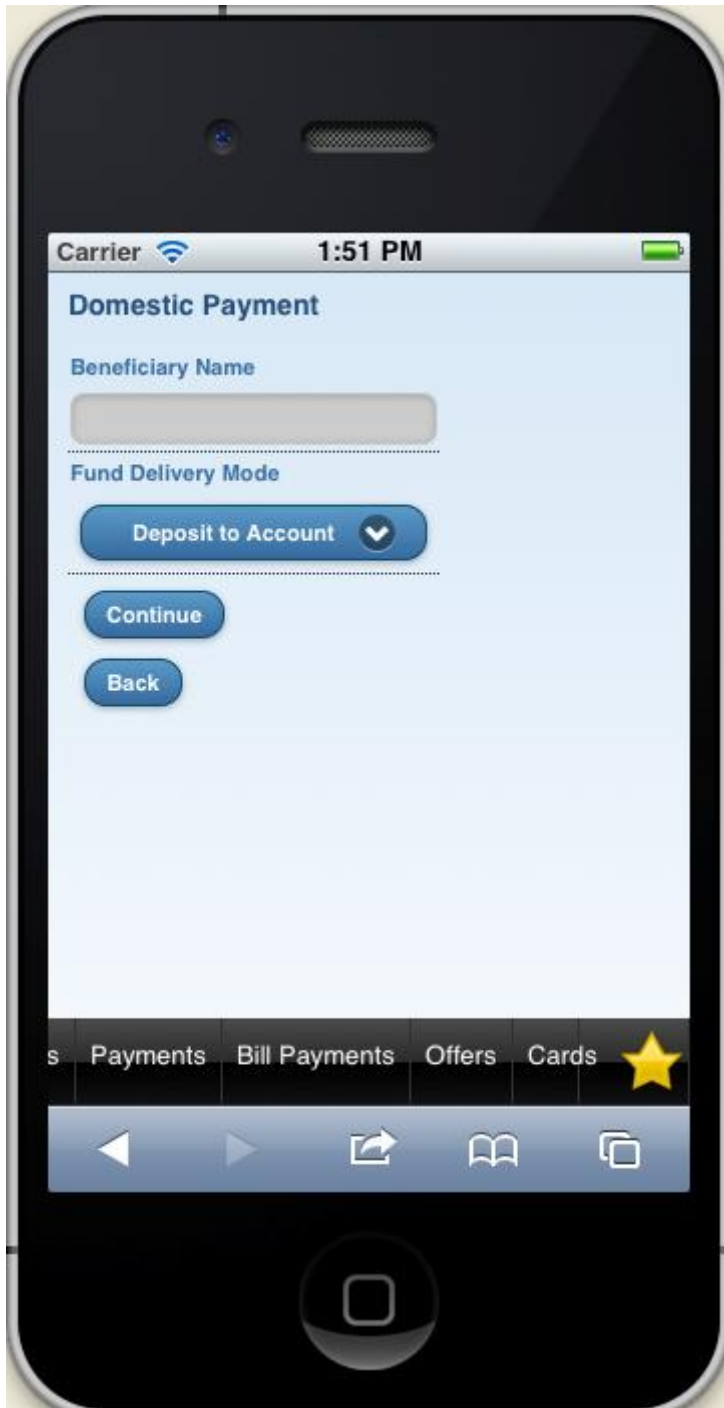 Carrier 1:51 PM
Domestic Payment
Beneficiary Name
Fund Delivery Mode
Deposit to Account
Continue
Back
s Payments Bill Payments Offers Cards